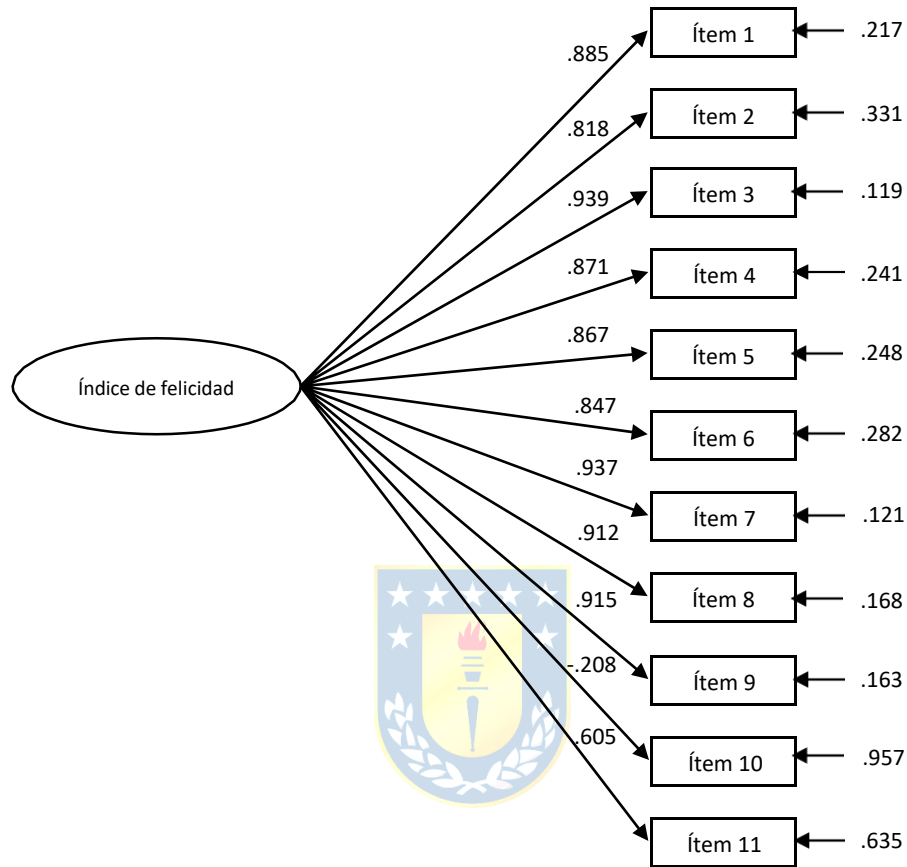 Ítem 1
.217
.885
Ítem 2
.331
.818
Ítem 3
.119
.939
Ítem 4
.241
.871
Ítem 5
.248
.867
Índice de felicidad
Ítem 6
.282
.847
Ítem 7
.121
.937
Ítem 8
.168
.912
Ítem 9
.163
.915
Ítem 10
.957
-.208
Ítem 11
.635
.605